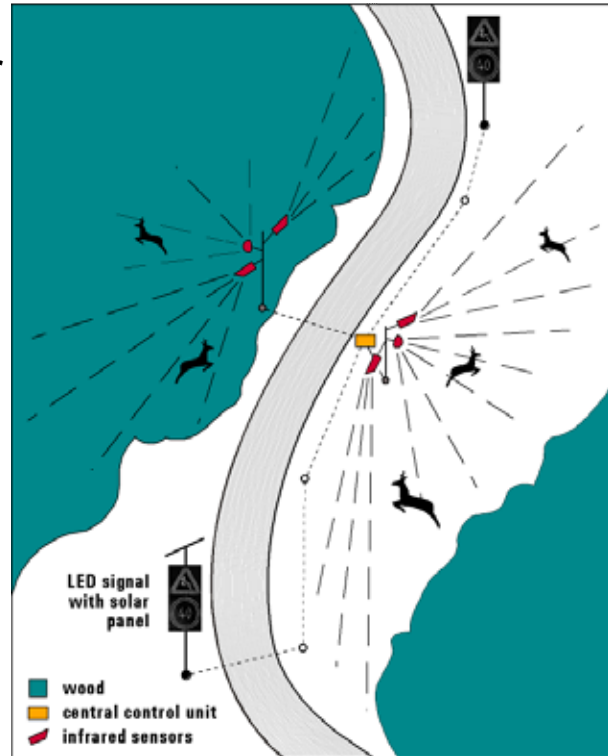 40
LED signal
with solar
panel
40
wood
central control unit
infrared sensors